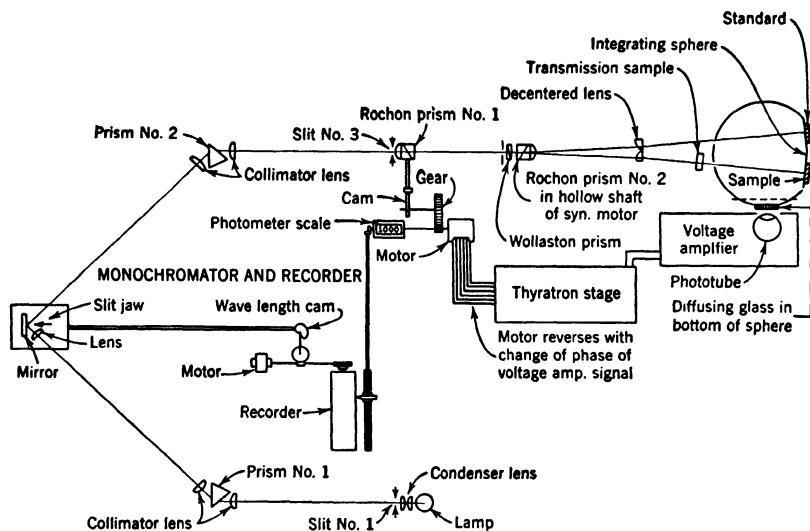 Standard
Integrating sphere
Transmission sample
Decentered lens
Rochon prism No. 1
Slit No. 3
Prism No. 2
Collimator lens
Gear
Cam
Rochon prism No. 2
in hollow shaft
of syn. motor
Sample
Photometer scale
1000
Wollaston prism
Motor
Voltage
amplfier
Phototube
MONOCHROMATOR AND RECORDER
Thyratron stage
Diffusing glass in
bottom of sphere
Slit jaw
Wave length cam
Lens
Mirror
Motor
Motor reverses with
change of phase of
voltage amp. signal
Recorder
Prism No. 1
Condenser lens
Collimator lens
Slit No. 1
Lamp